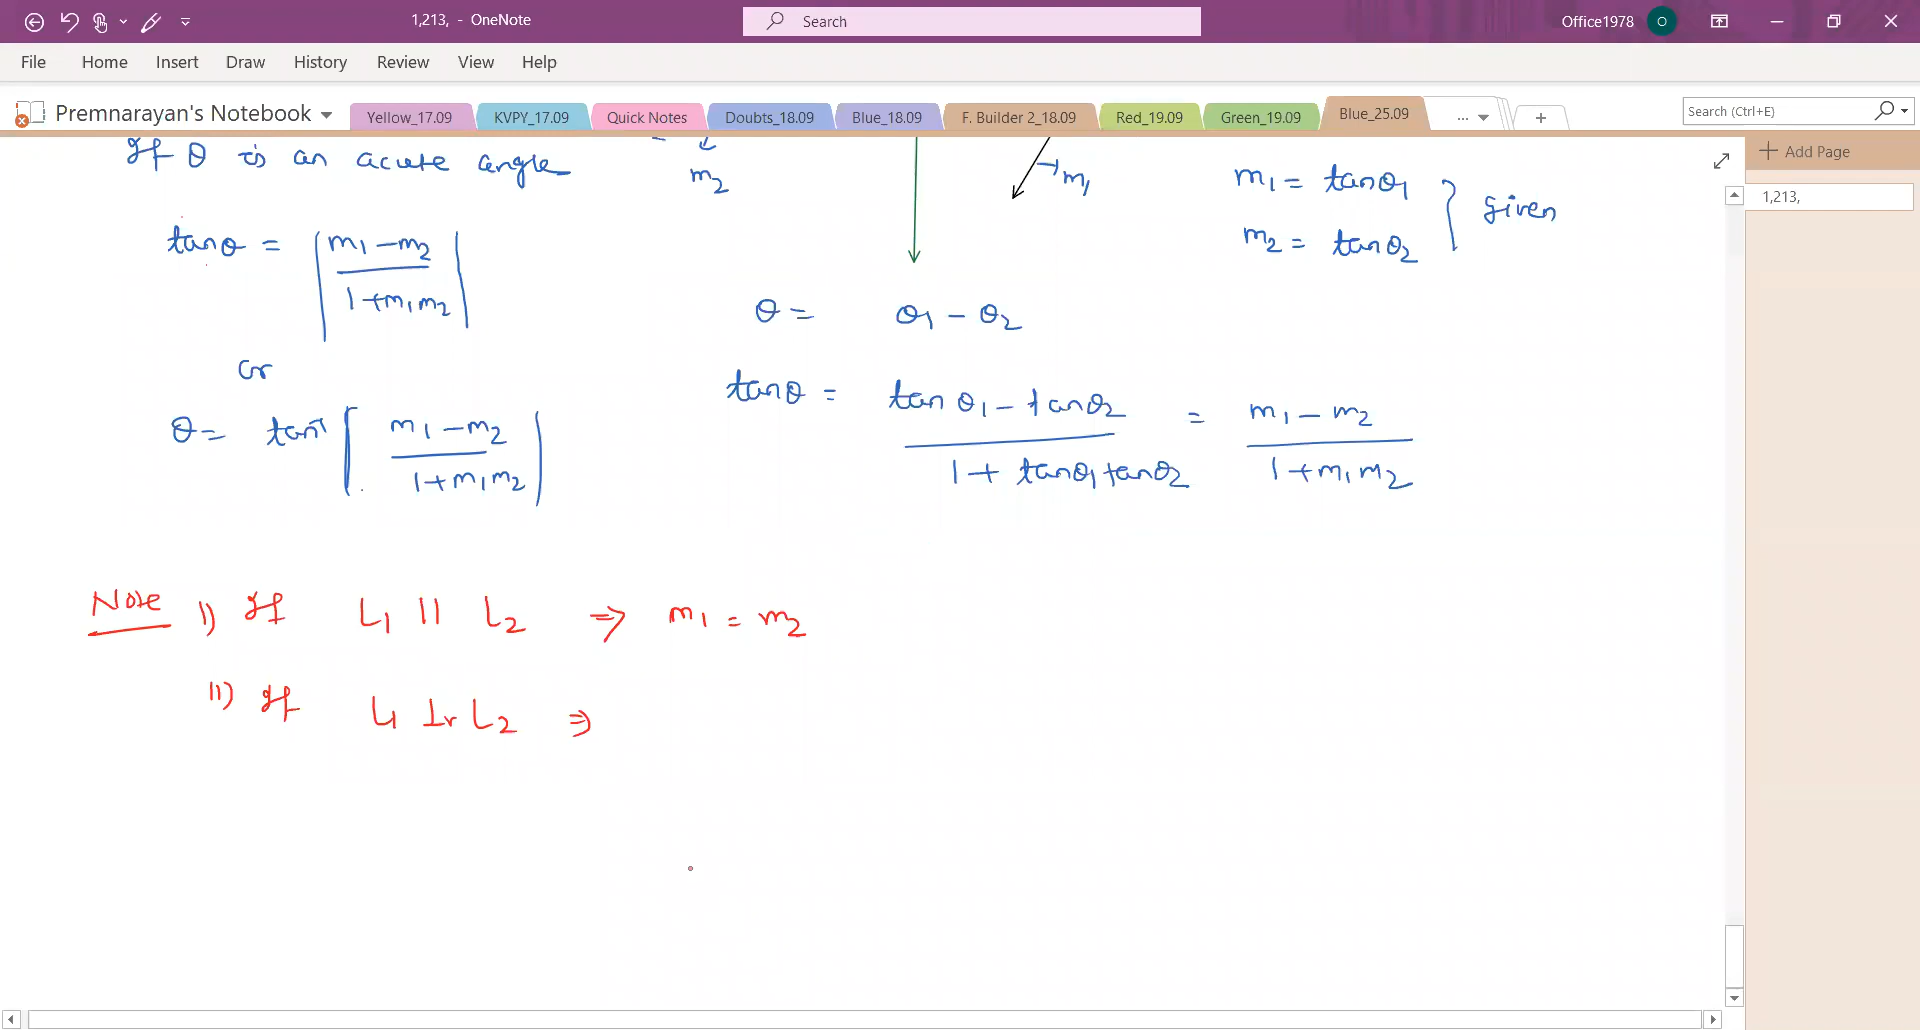 1,213, - OneNote
Search
Office1978
O
File Home Insert Draw History Review View Help
Premnarayan's Notebook
Yellow_17.09 KVPY_17.09 Quick Notes Doubts_18.09 Blue_18.09 F. Builder 2_18.09 Red_19.09 Green_19.09 Blue_25.09 ...
Search (Ctrl+E)
Add Page
1,213,
If θ is an acute angle
tanθ = |(m1 - m2)/(1 + m1m2)|
or
θ = tan⁻¹ |(m1 - m2)/(1 + m1m2)|
m2
m1
m1 = tanθ1
m2 = tanθ2
} given
θ = θ1 - θ2
tanθ = (tanθ1 - tanθ2)/(1 + tanθ1 tanθ2) = (m1 - m2)/(1 + m1m2)
Note i) If L1 || L2 ⇒ m1 = m2
ii) If L1 ⊥r L2 ⇒